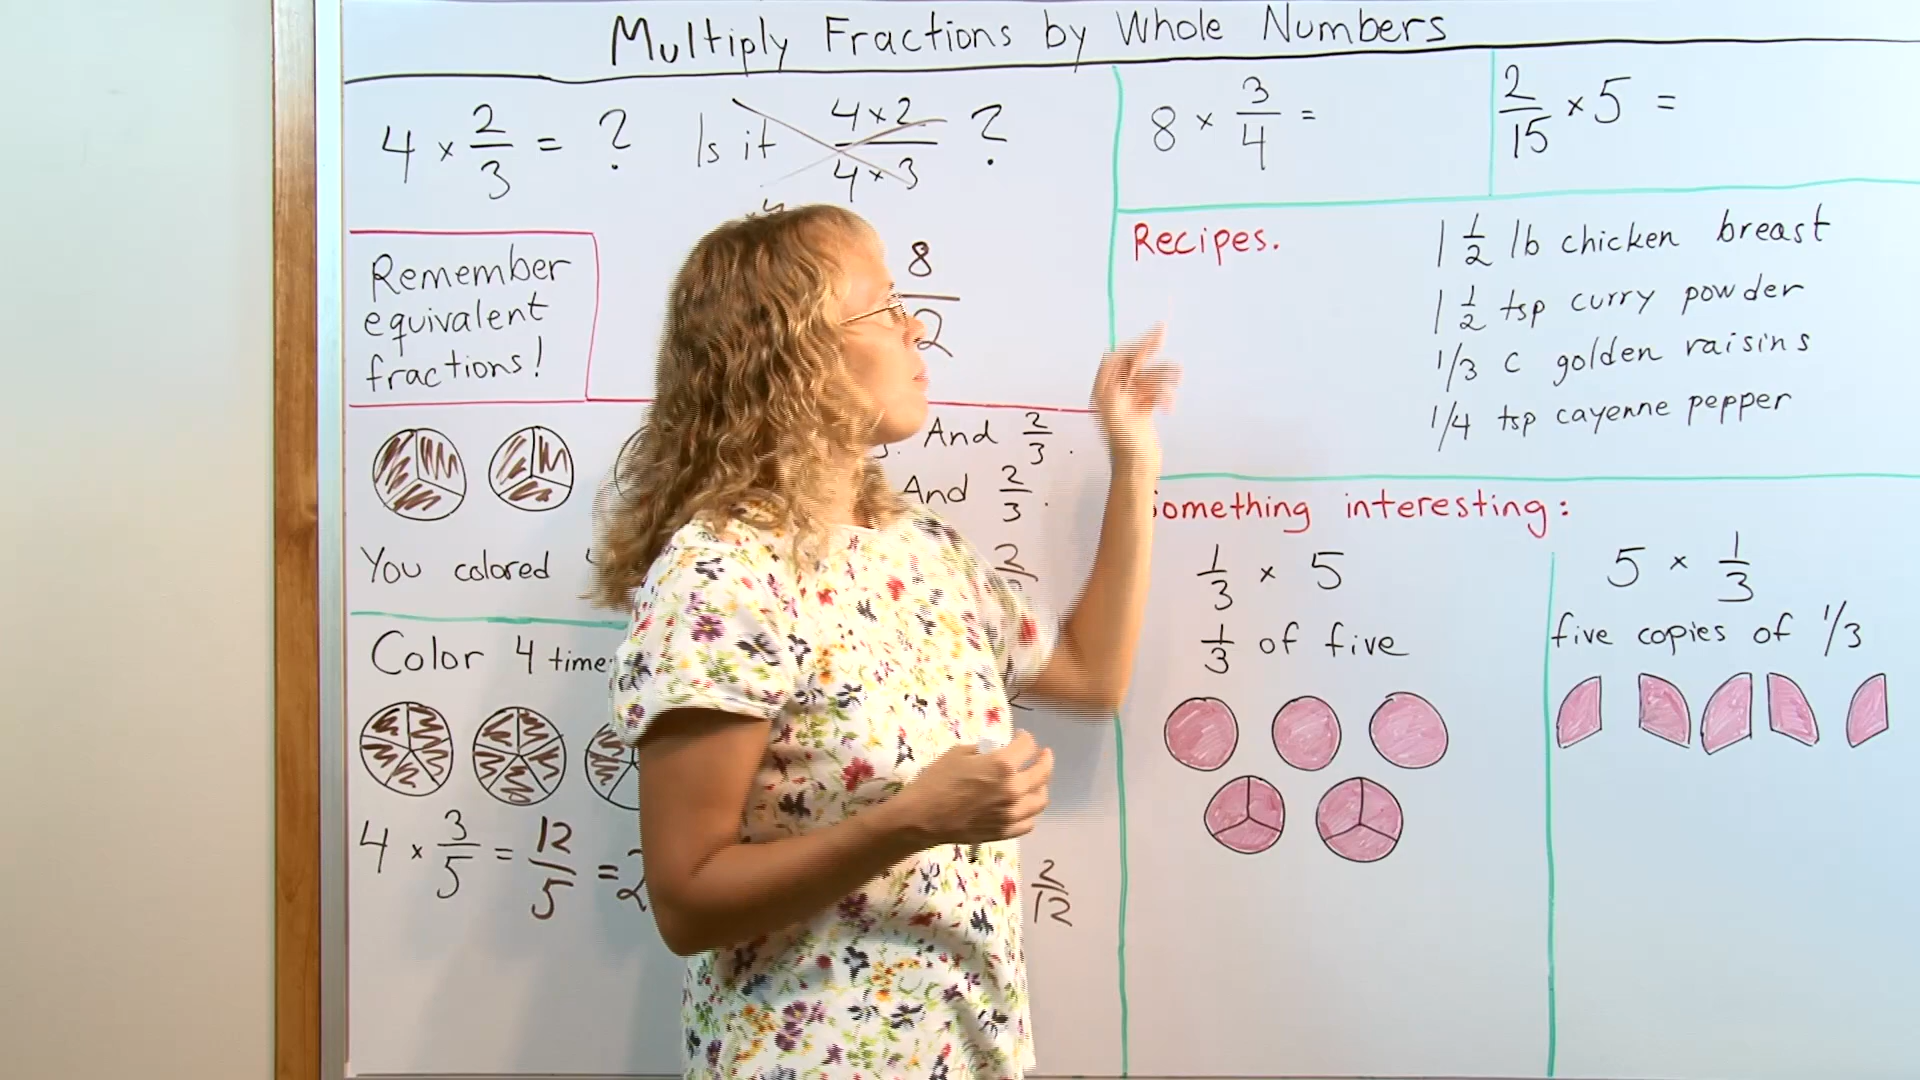 Multiply Fractions by Whole Numbers
4 × 2/3 = ? Is it 4×2/4×3 ?
8
Remember
equivalent
fractions!
And 2/3.
And 2/3.
2
You colored
Color 4
4 × 3/5 = 12/5 = 2
2/12
8 × 3/4 =
2/15 × 5 =
Recipes.
1 1/2 lb chicken breast
1 1/2 tsp curry powder
1/3 c golden raisins
1/4 tsp cayenne pepper
interesting:
1/3 × 5
1/3 of five
5 × 1/3
five copies of 1/3